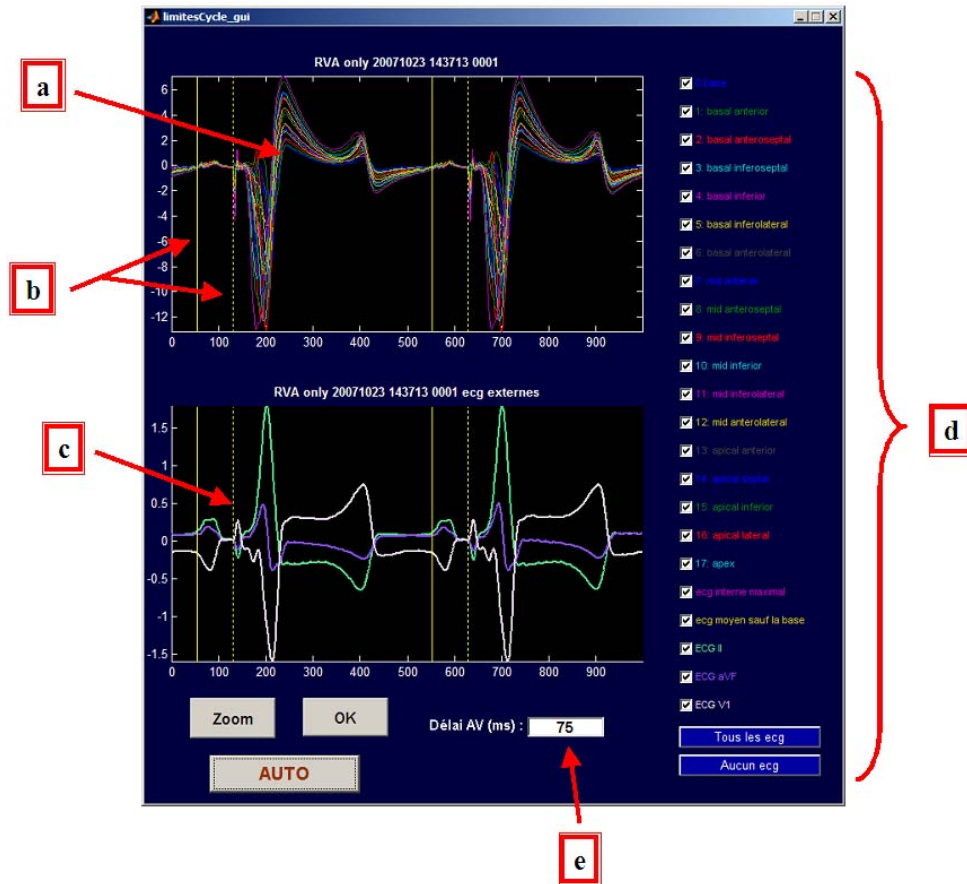 limitesCycle_gui
RVA only 20071023 143713 0001
a
6
4
2
0
-2
-4
-6
-8
-10
-12
0 100 200 300 400 500 600 700 800 900
b
RVA only 20071023 143713 0001 ecg externes
c
1.5
1
0.5
0
-0.5
-1
-1.5
0 100 200 300 400 500 600 700 800 900
1: basal anterior
2: basal anteroseptal
3: basal inferoseptal
4: basal inferior
5: basal inferolateral
6: basal anterolateral
7: mid anterior
8: mid anteroseptal
9: mid inferoseptal
10: mid inferior
11: mid inferolateral
12: mid anterolateral
13: apical anterior
14: apical septal
15: apical inferior
16: apical lateral
17: apex
ecg interne maximal
ecg moyen sauf la base
ECG II
ECG aVF
ECG V1
Tous les ecg
Aucun ecg
d
Zoom
OK
Délai AV (ms) : 75
AUTO
e